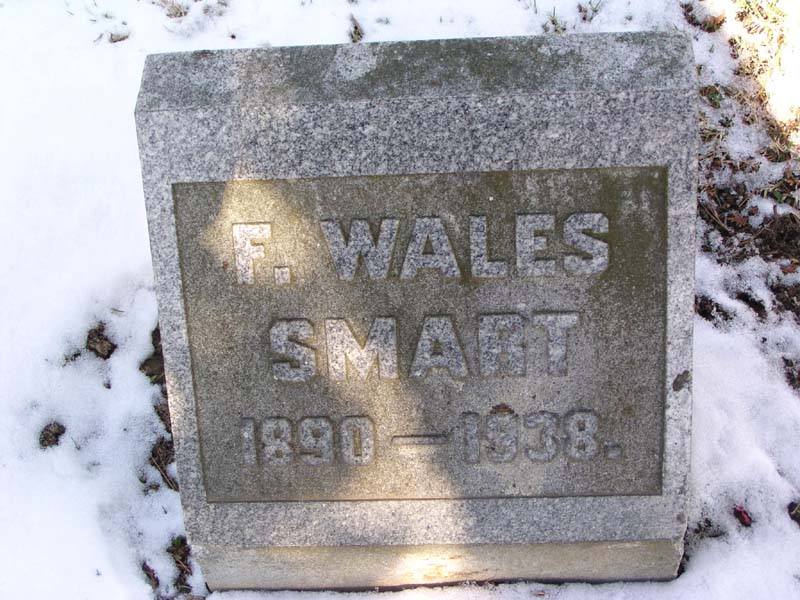 F. WALES
SMART
1890 — 1938.